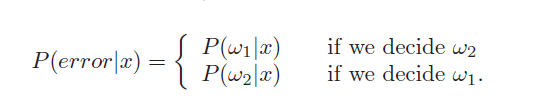 P(error|x) = { P(ω₁|x) if we decide ω₂
P(ω₂|x) if we decide ω₁.